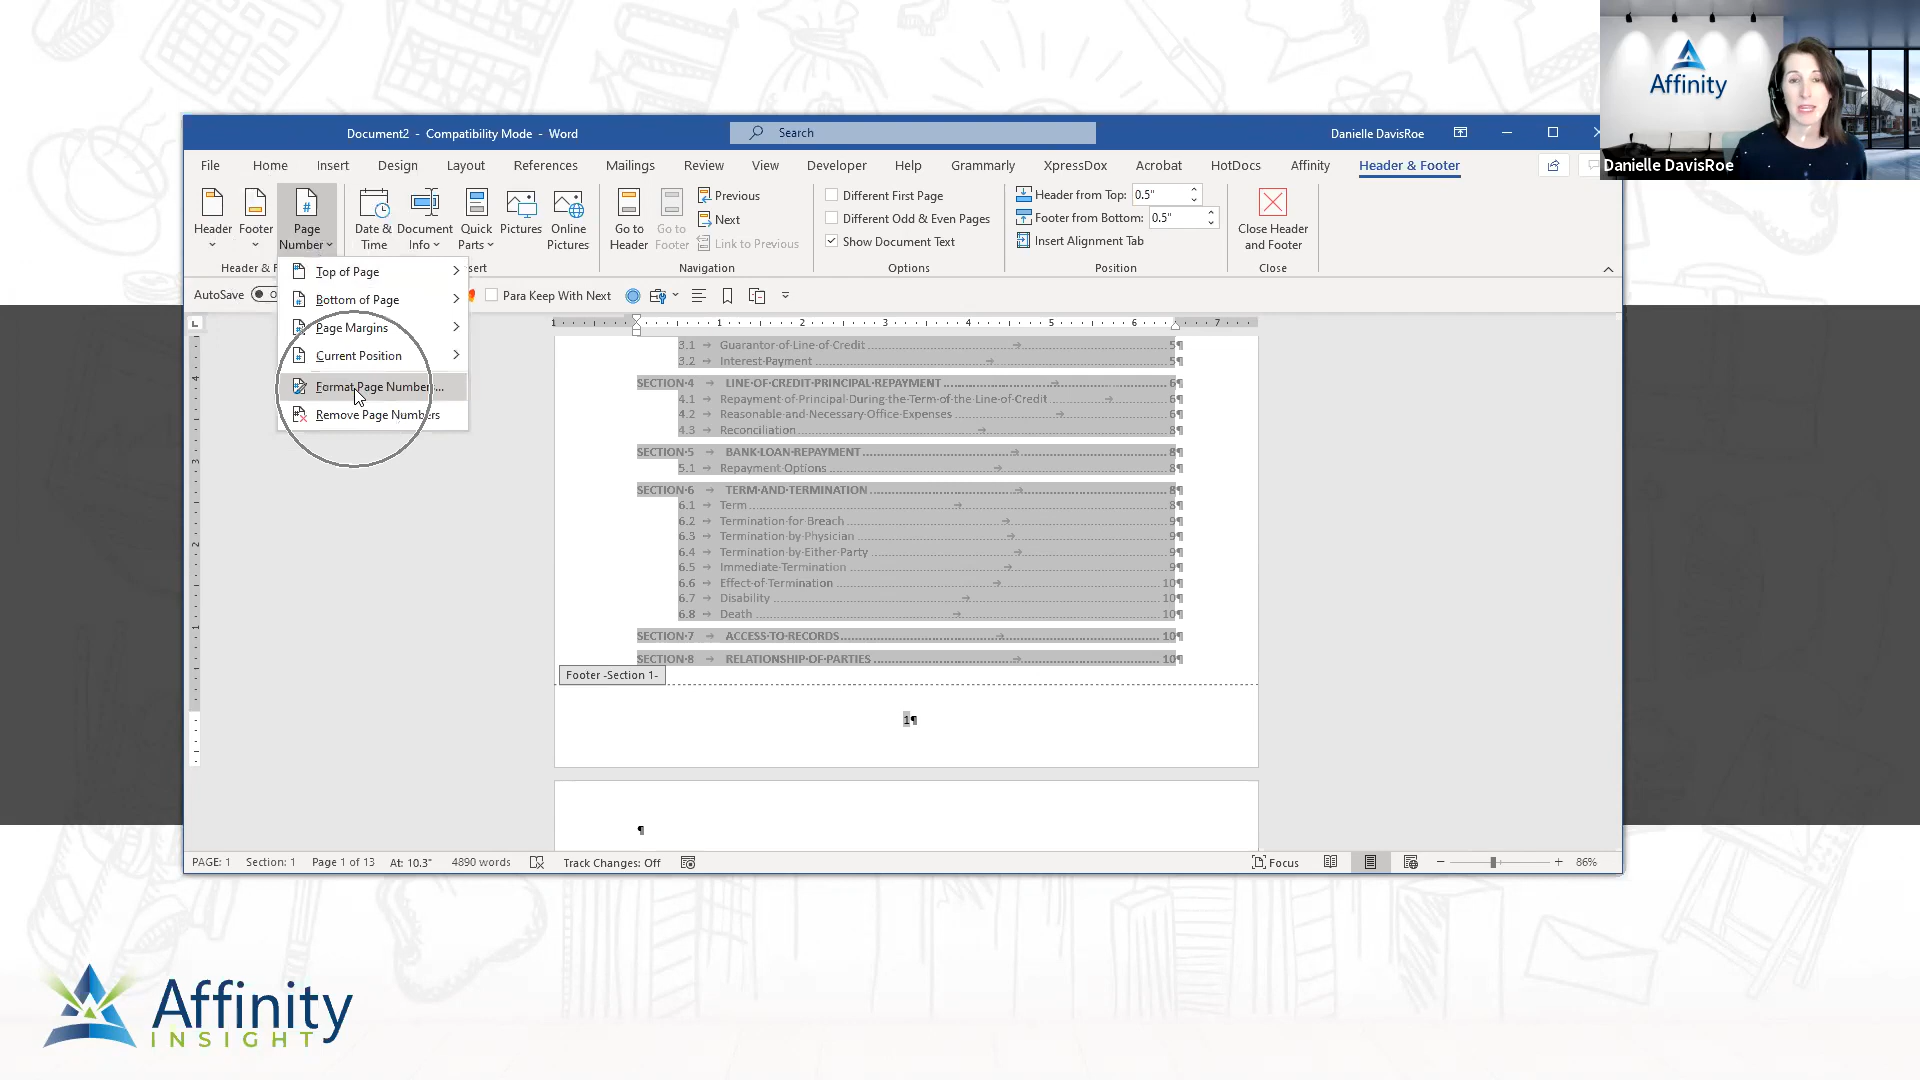 Affinity
Danielle DavisRoe
Document2 - Compatibility Mode - Word
Search
Danielle DavisRoe
File Home Insert Design Layout References Mailings Review View Developer Help Grammarly XpressDox Acrobat HotDocs Affinity Header & Footer
Header
Footer
Page Number
Date & Time
Document Info
Quick Parts
Pictures
Online Pictures
Go to Header
Go to Footer
Previous
Next
Link to Previous
Different First Page
Different Odd & Even Pages
Show Document Text
Header from Top: 0.5"
Footer from Bottom: 0.5"
Insert Alignment Tab
Close Header and Footer
Header & F
sert
Navigation
Options
Position
Close
Top of Page
Bottom of Page
Page Margins
Current Position
Format Page Numbers...
Remove Page Numbers
AutoSave
Para Keep With Next
1 1 2 3 4 5 6 7
3.1 Guarantor·of·Line·of·Credit 5¶
3.2 Interest·Payment 5¶
SECTION·4 LINE·OF·CREDIT·PRINCIPAL·REPAYMENT 6¶
4.1 Repayment·of·Principal·During·the·Term·of·the·Line·of·Credit 6¶
4.2 Reasonable·and·Necessary·Office·Expenses 6¶
4.3 Reconciliation 8¶
SECTION·5 BANK·LOAN·REPAYMENT 8¶
5.1 Repayment·Options 8¶
SECTION·6 TERM·AND·TERMINATION 8¶
6.1 Term 8¶
6.2 Termination·for·Breach 9¶
6.3 Termination·by·Physician 9¶
6.4 Termination·by·Either·Party 9¶
6.5 Immediate·Termination 9¶
6.6 Effect·of·Termination 10¶
6.7 Disability 10¶
6.8 Death 10¶
SECTION·7 ACCESS·TO·RECORDS 10¶
SECTION·8 RELATIONSHIP·OF·PARTIES 10¶
Footer -Section 1-
1¶
¶
PAGE: 1 Section: 1 Page 1 of 13 At: 10.3" 4890 words Track Changes: Off Focus 86%
Affinity
INSIGHT